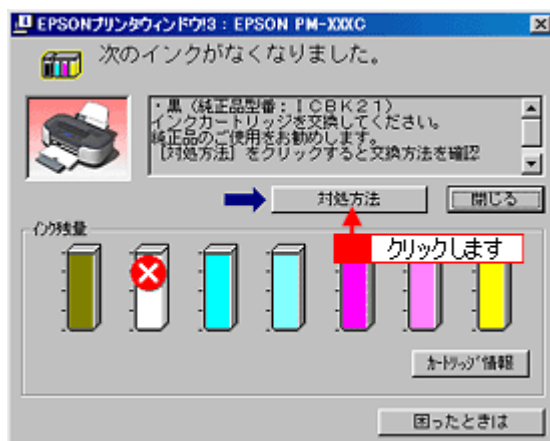 EPSONプリンタウィンドウ!3 : EPSON PM-XXXC
次のインクがなくなりました。
・黒（純正品型番：ＩＣＢＫ２１）
インクカートリッジを交換してください。
純正品のご使用をお勧めします。
［対処方法］をクリックすると交換方法を確認
対処方法
閉じる
インク残量
クリックします
カートリッジ情報
困ったときは